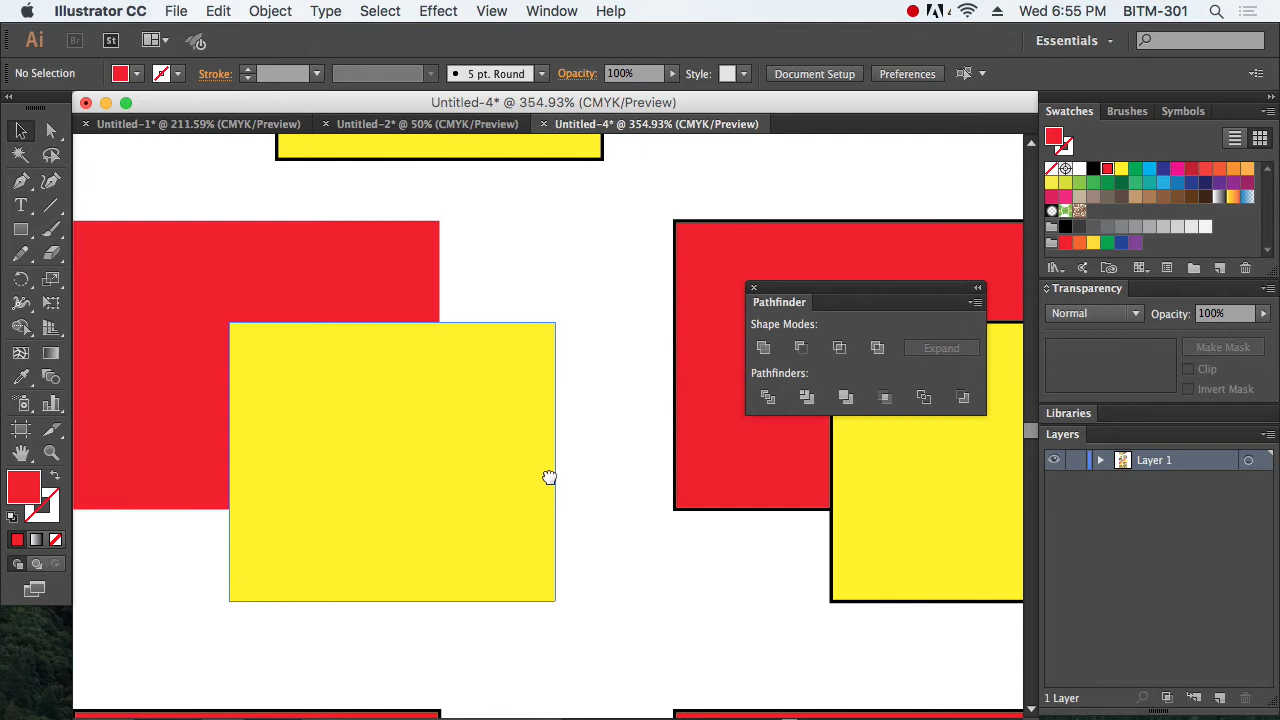 Illustrator CC File Edit Object Type Select Effect View Window Help 4 Wed 6:55 PM BITM-301
Ai Br St Essentials
No Selection Stroke: 5 pt. Round Opacity: 100% Style: Document Setup Preferences
Untitled-4* @ 354.93% (CMYK/Preview)
Untitled-1* @ 211.59% (CMYK/Preview) Untitled-2* @ 50% (CMYK/Preview) Untitled-4* @ 354.93% (CMYK/Preview)
Swatches Brushes Symbols
Transparency
Normal Opacity: 100%
Make Mask
Clip
Invert Mask
Libraries
Layers
Layer 1
1 Layer
Pathfinder
Shape Modes:
Expand
Pathfinders:
T